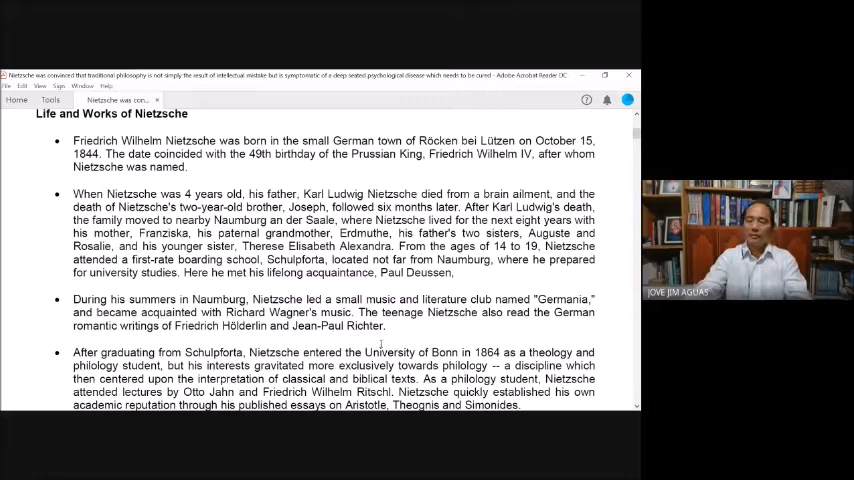 Nietzsche was convinced that traditional philosophy is not simply the result of intellectual mistake but is symptomatic of a deep seated psychological disease which needs to be cured - Adobe Acrobat Reader DC
File Edit View Sign Window Help
Home Tools Nietzsche was con... ×
Life and Works of Nietzsche
• Friedrich Wilhelm Nietzsche was born in the small German town of Röcken bei Lützen on October 15,
1844. The date coincided with the 49th birthday of the Prussian King, Friedrich Wilhelm IV, after whom
Nietzsche was named.
• When Nietzsche was 4 years old, his father, Karl Ludwig Nietzsche died from a brain ailment, and the
death of Nietzsche's two-year-old brother, Joseph, followed six months later. After Karl Ludwig's death,
the family moved to nearby Naumburg an der Saale, where Nietzsche lived for the next eight years with
his mother, Franziska, his paternal grandmother, Erdmuthe, his father's two sisters, Auguste and
Rosalie, and his younger sister, Therese Elisabeth Alexandra. From the ages of 14 to 19, Nietzsche
attended a first-rate boarding school, Schulpforta, located not far from Naumburg, where he prepared
for university studies. Here he met his lifelong acquaintance, Paul Deussen,
• During his summers in Naumburg, Nietzsche led a small music and literature club named "Germania,"
and became acquainted with Richard Wagner's music. The teenage Nietzsche also read the German
romantic writings of Friedrich Hölderlin and Jean-Paul Richter.
• After graduating from Schulpforta, Nietzsche entered the University of Bonn in 1864 as a theology and
philology student, but his interests gravitated more exclusively towards philology -- a discipline which
then centered upon the interpretation of classical and biblical texts. As a philology student, Nietzsche
attended lectures by Otto Jahn and Friedrich Wilhelm Ritschl. Nietzsche quickly established his own
academic reputation through his published essays on Aristotle, Theognis and Simonides.
JOVE JIM AGUAS